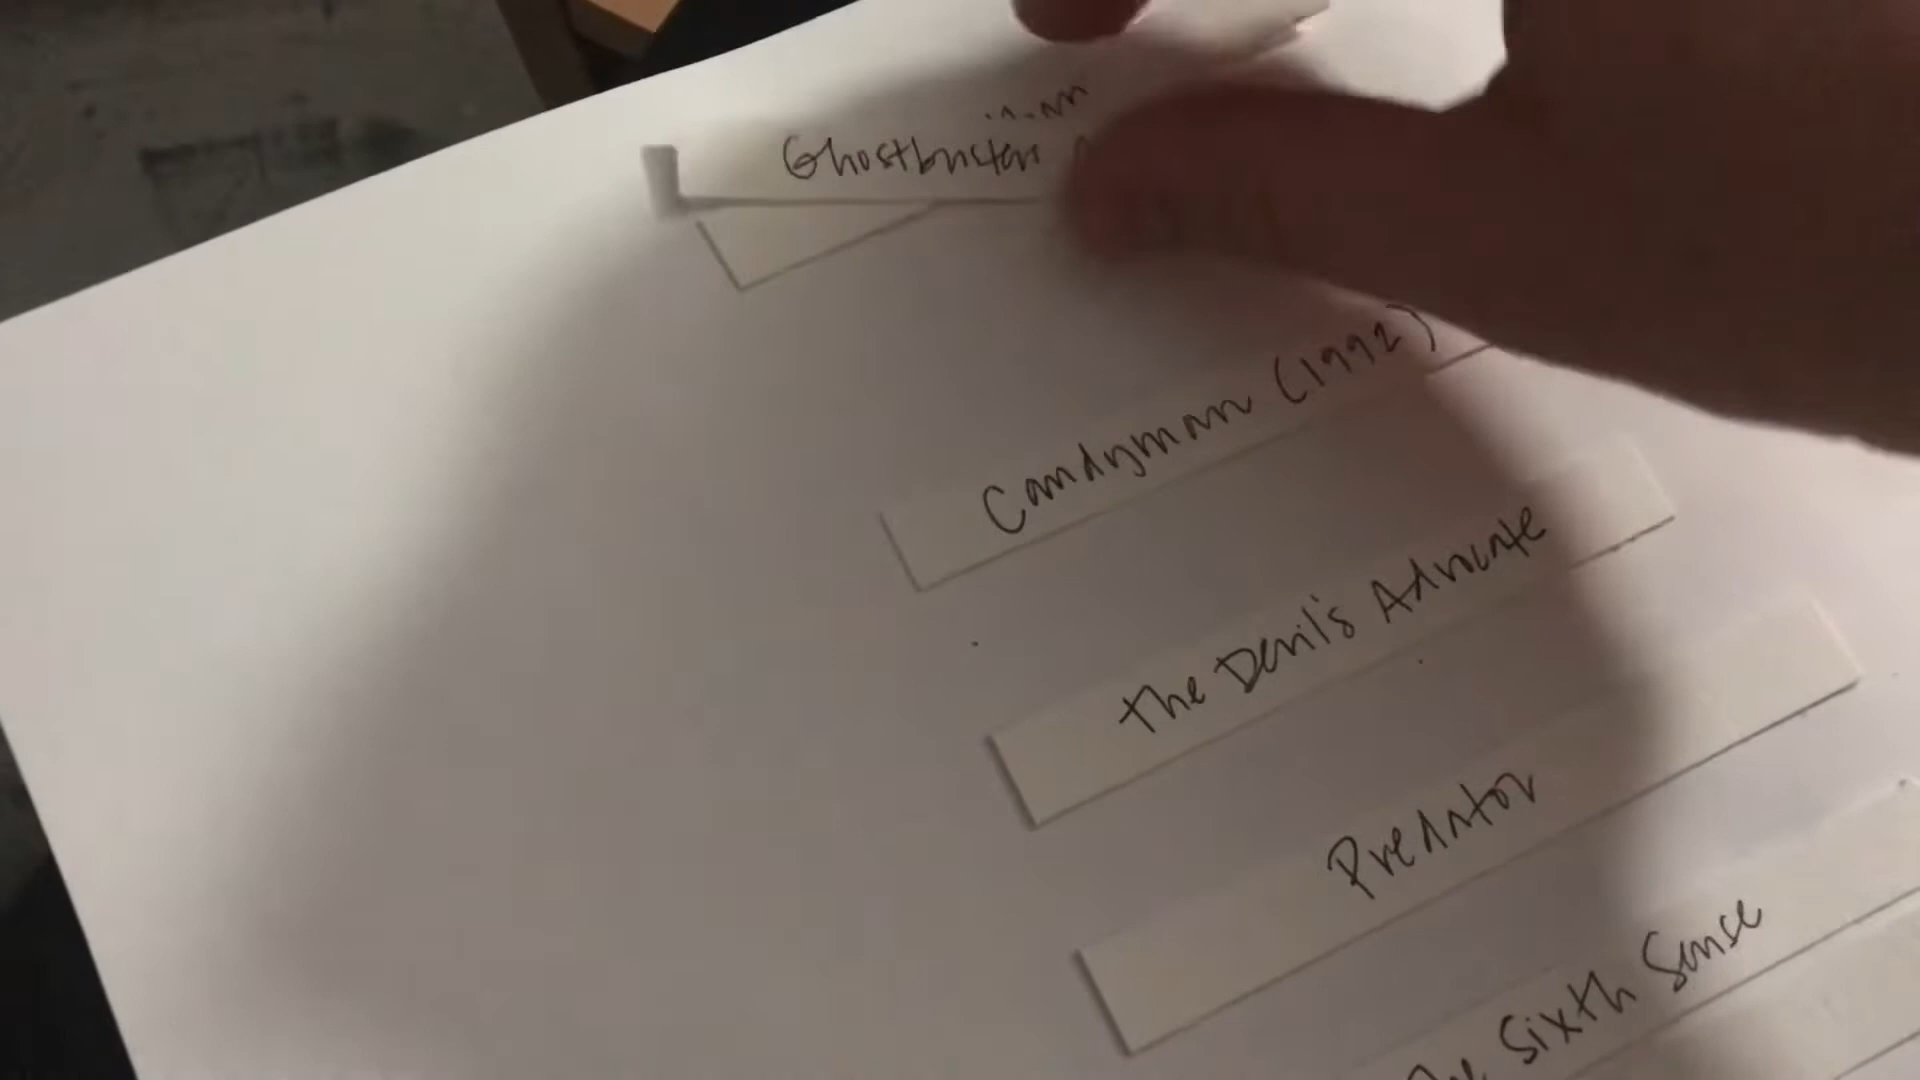 Ghostbusters
Candyman (1992)
The Devil's Advocate
Predator
Sixth Sense